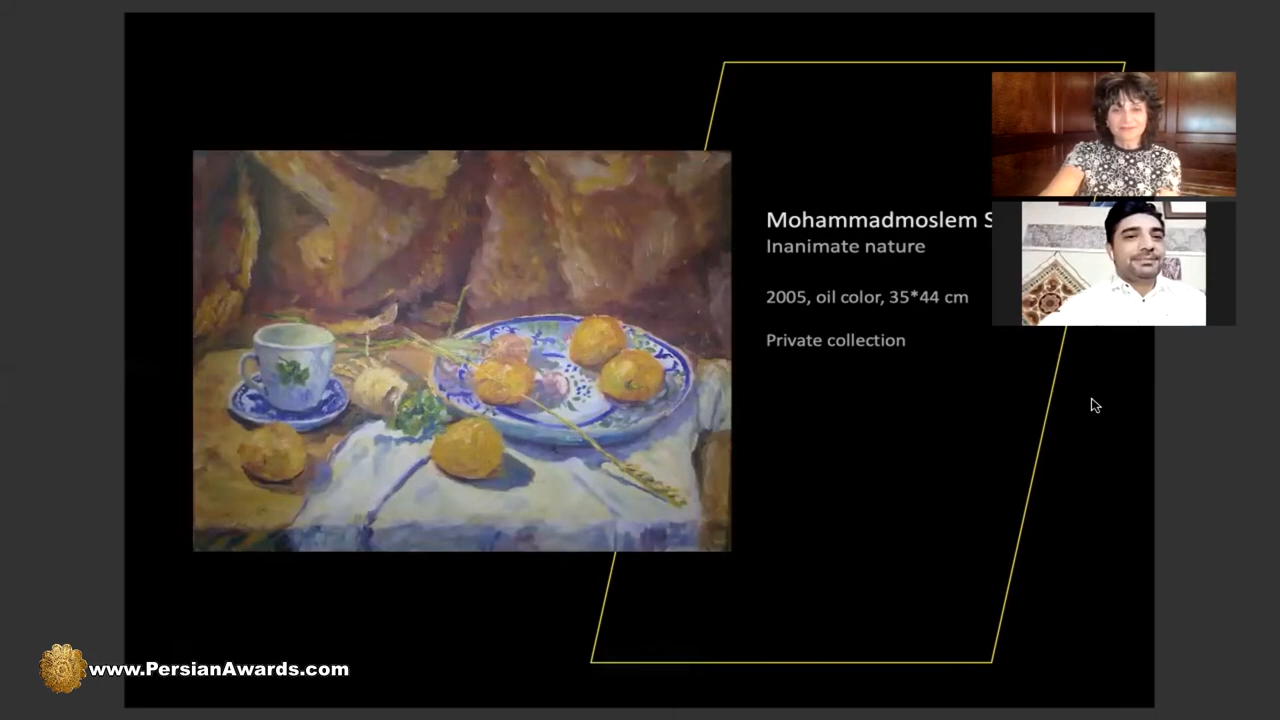 Mohammadmoslem S
Inanimate nature
2005, oil color, 35*44 cm
Private collection
www.PersianAwards.com